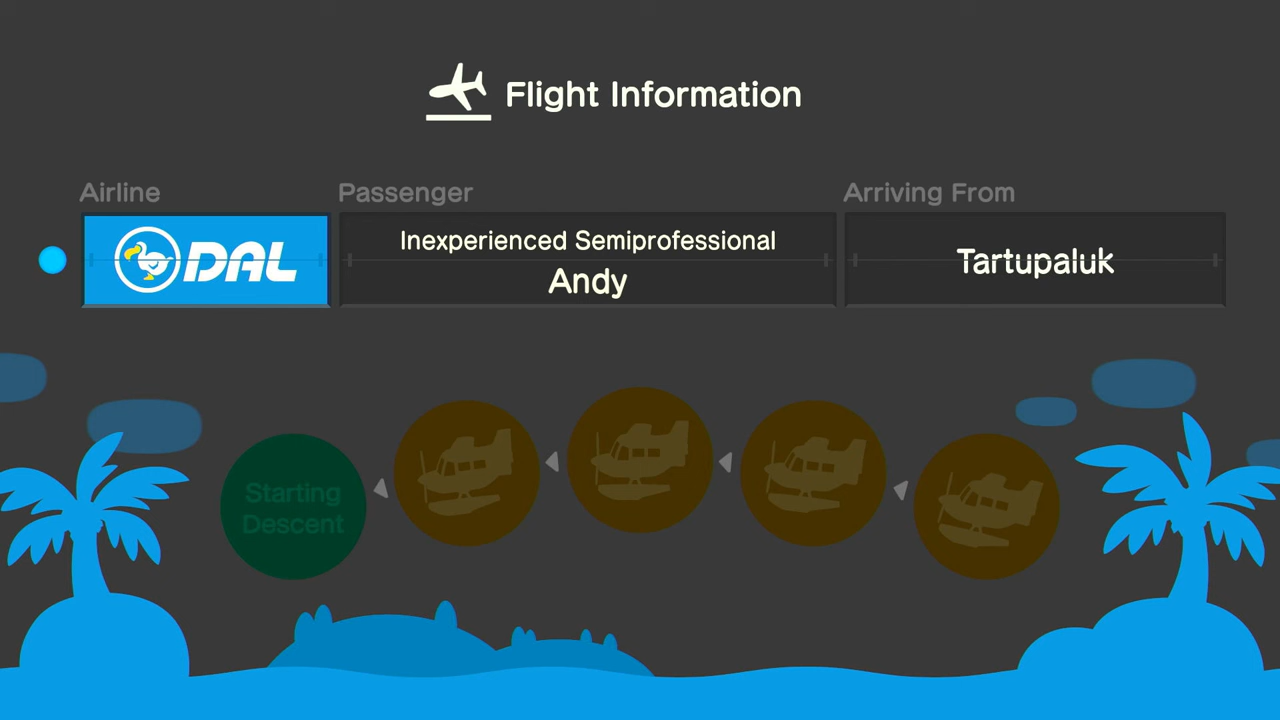 Flight Information
Airline
Passenger
Arriving From
DAL
Inexperienced Semiprofessional
Andy
Tartupaluk
Starting
Descent